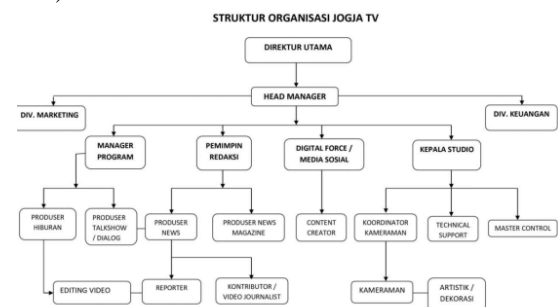 STRUKTUR ORGANISASI JOGJA TV
DIREKTUR UTAMA
HEAD MANAGER
DIV. MARKETING
DIV. KEUANGAN
MANAGER
PROGRAM
PEMIMPIN
REDAKSI
DIGITAL FORCE /
MEDIA SOSIAL
KEPALA STUDIO
PRODUSER
HIBURAN
PRODUSER
TALKSHOW
/ DIALOG
PRODUSER
NEWS
PRODUSER NEWS
MAGAZINE
CONTENT
CREATOR
KOORDINATOR
KAMERAMAN
TECHNICAL
SUPPORT
MASTER CONTROL
EDITING VIDEO
REPORTER
KONTRIBUTOR /
VIDEO JOURNALIST
KAMERAMAN
ARTISTIK /
DEKORASI